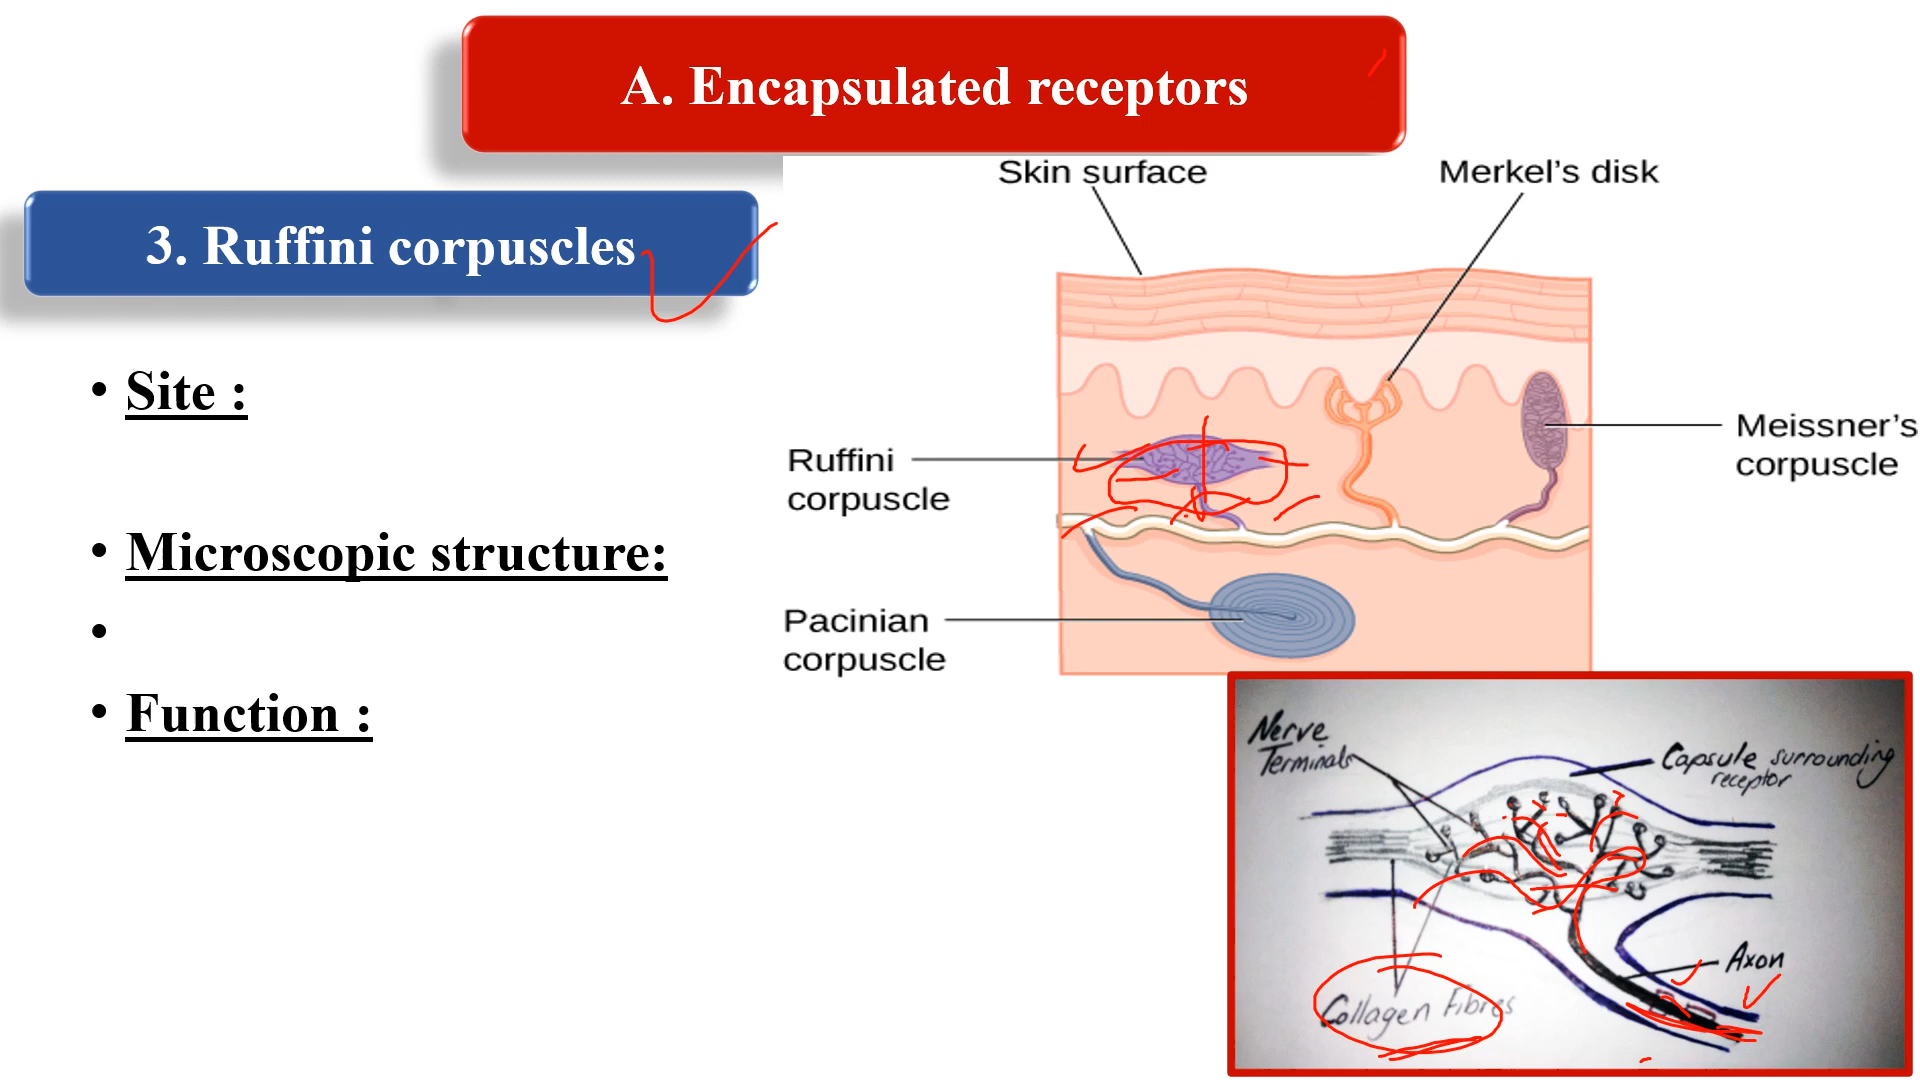 A. Encapsulated receptors
3. Ruffini corpuscles
• Site :
• Microscopic structure:
•
• Function :
Skin surface
Merkel’s disk
Ruffini
corpuscle
Meissner’s
corpuscle
Pacinian
corpuscle
Nerve
Terminals
Capsule surrounding
receptor
Axon
Collagen Fibres